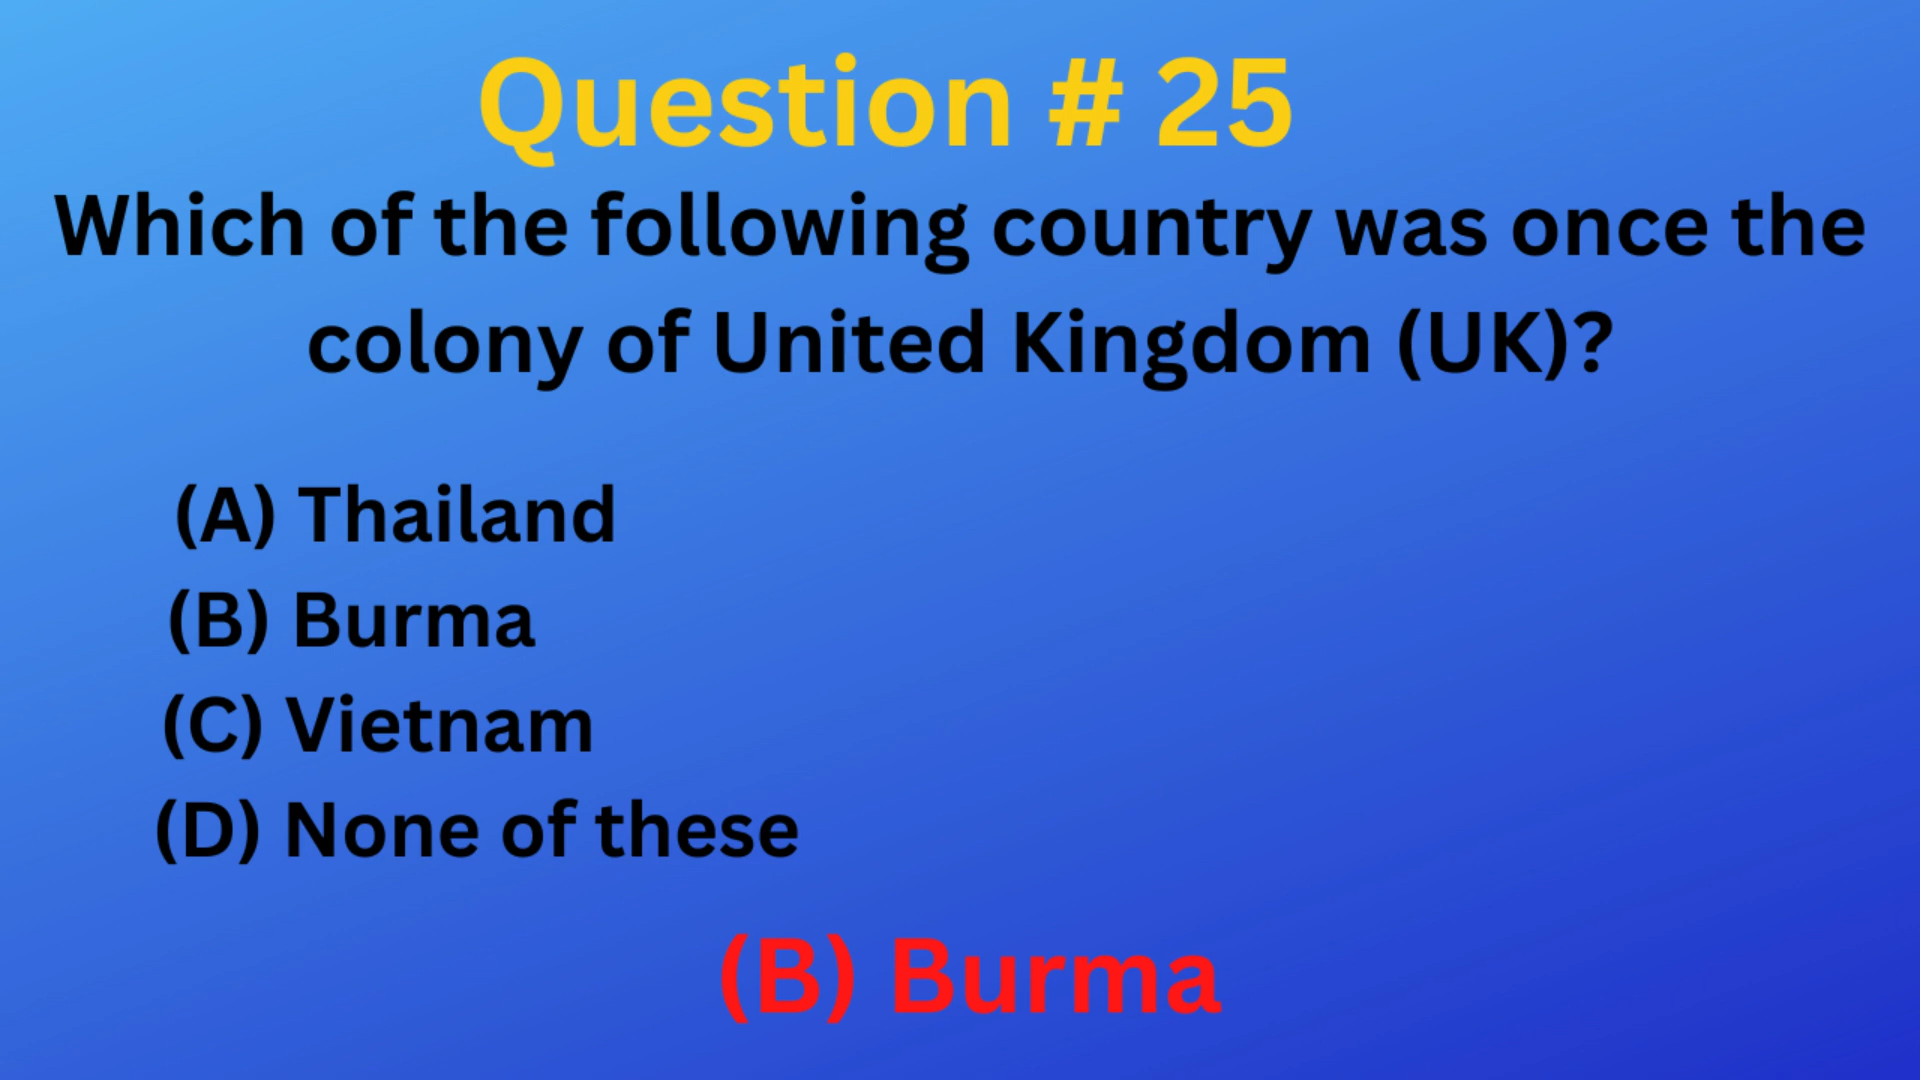 Question # 25
Which of the following country was once the
colony of United Kingdom (UK)?
(A) Thailand
(B) Burma
(C) Vietnam
(D) None of these
(B) Burma